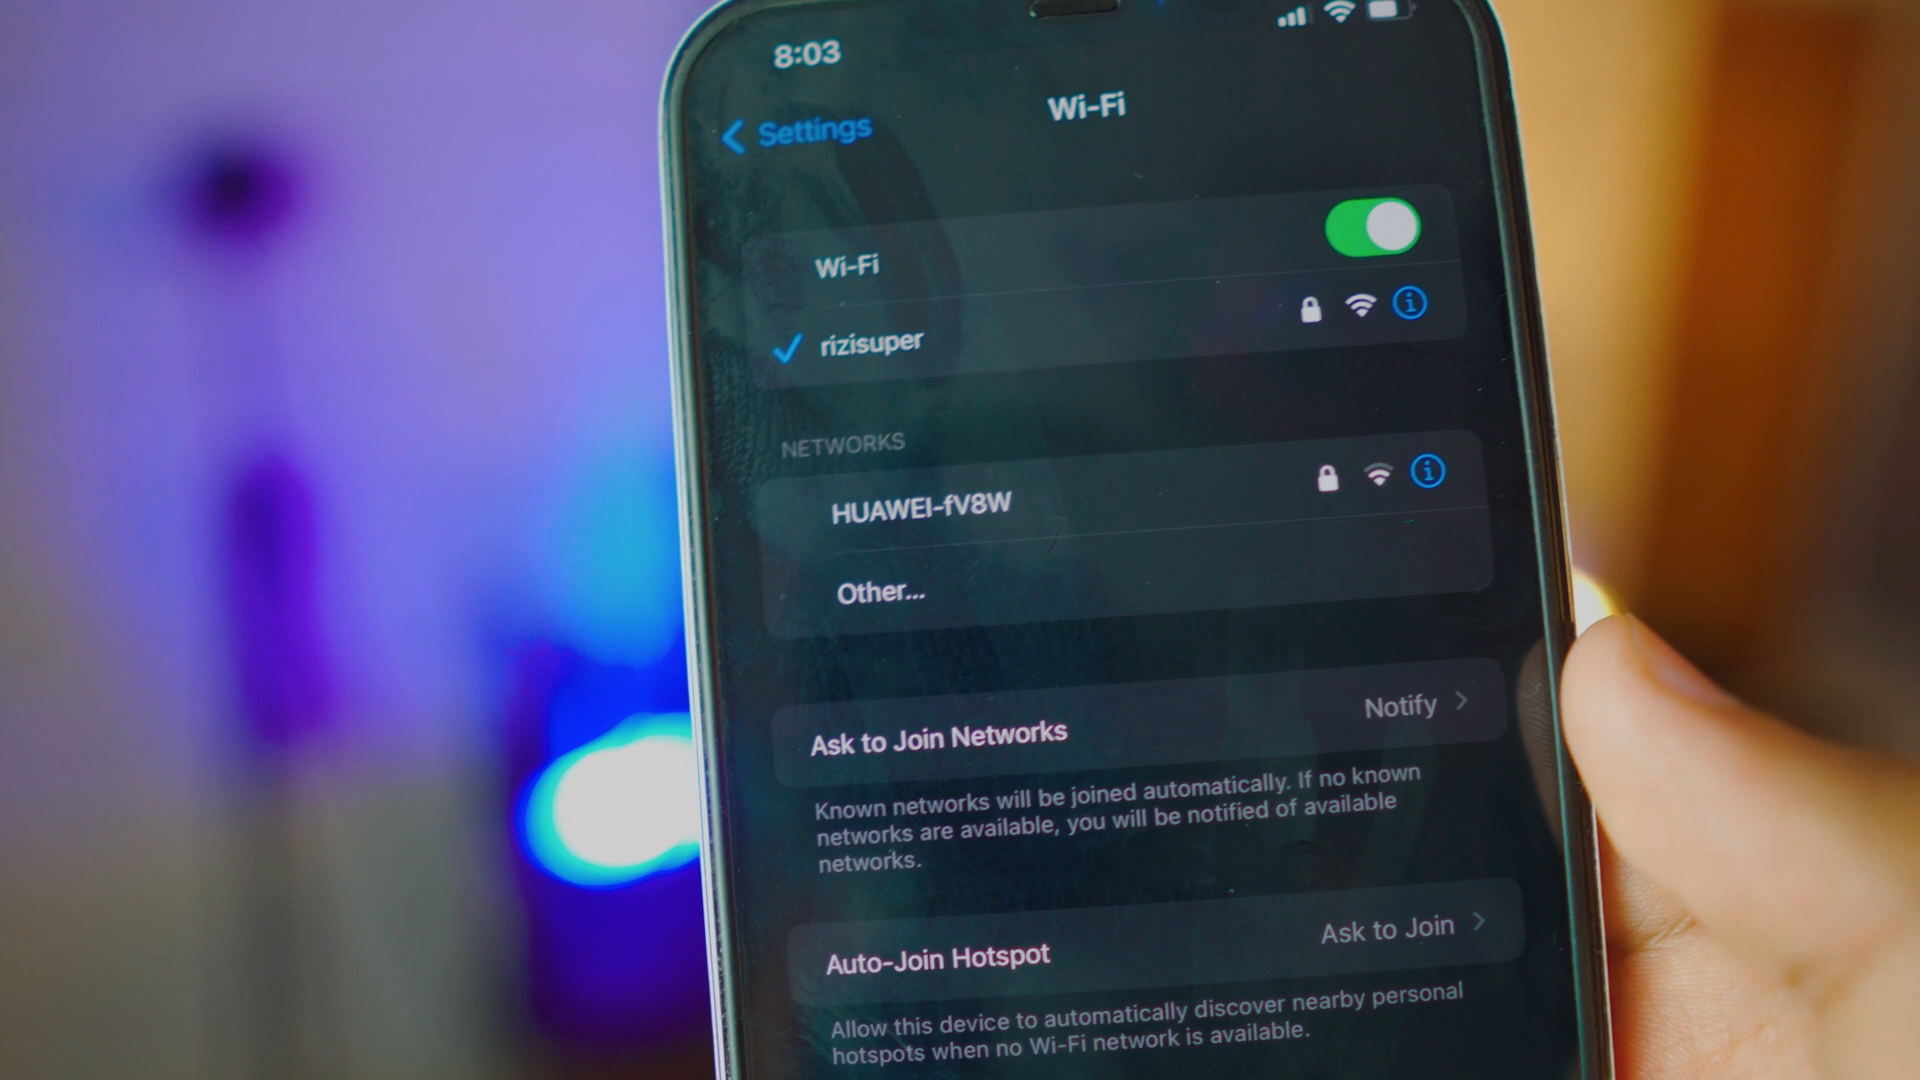 8:03
Settings
Wi-Fi
Wi-Fi
rizisuper
NETWORKS
HUAWEI-fV8W
Other...
Ask to Join Networks
Notify
Known networks will be joined automatically. If no known
networks are available, you will be notified of available
networks.
Auto-Join Hotspot
Ask to Join
Allow this device to automatically discover nearby personal
hotspots when no Wi-Fi network is available.